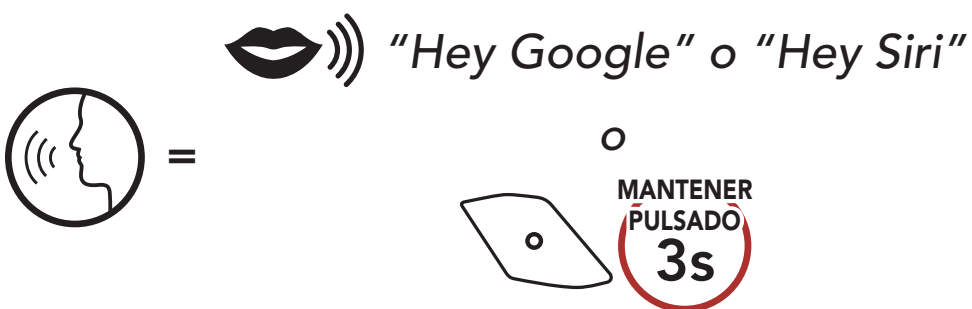 “Hey Google” o “Hey Siri”
=
o
MANTENER
PULSADO
3s